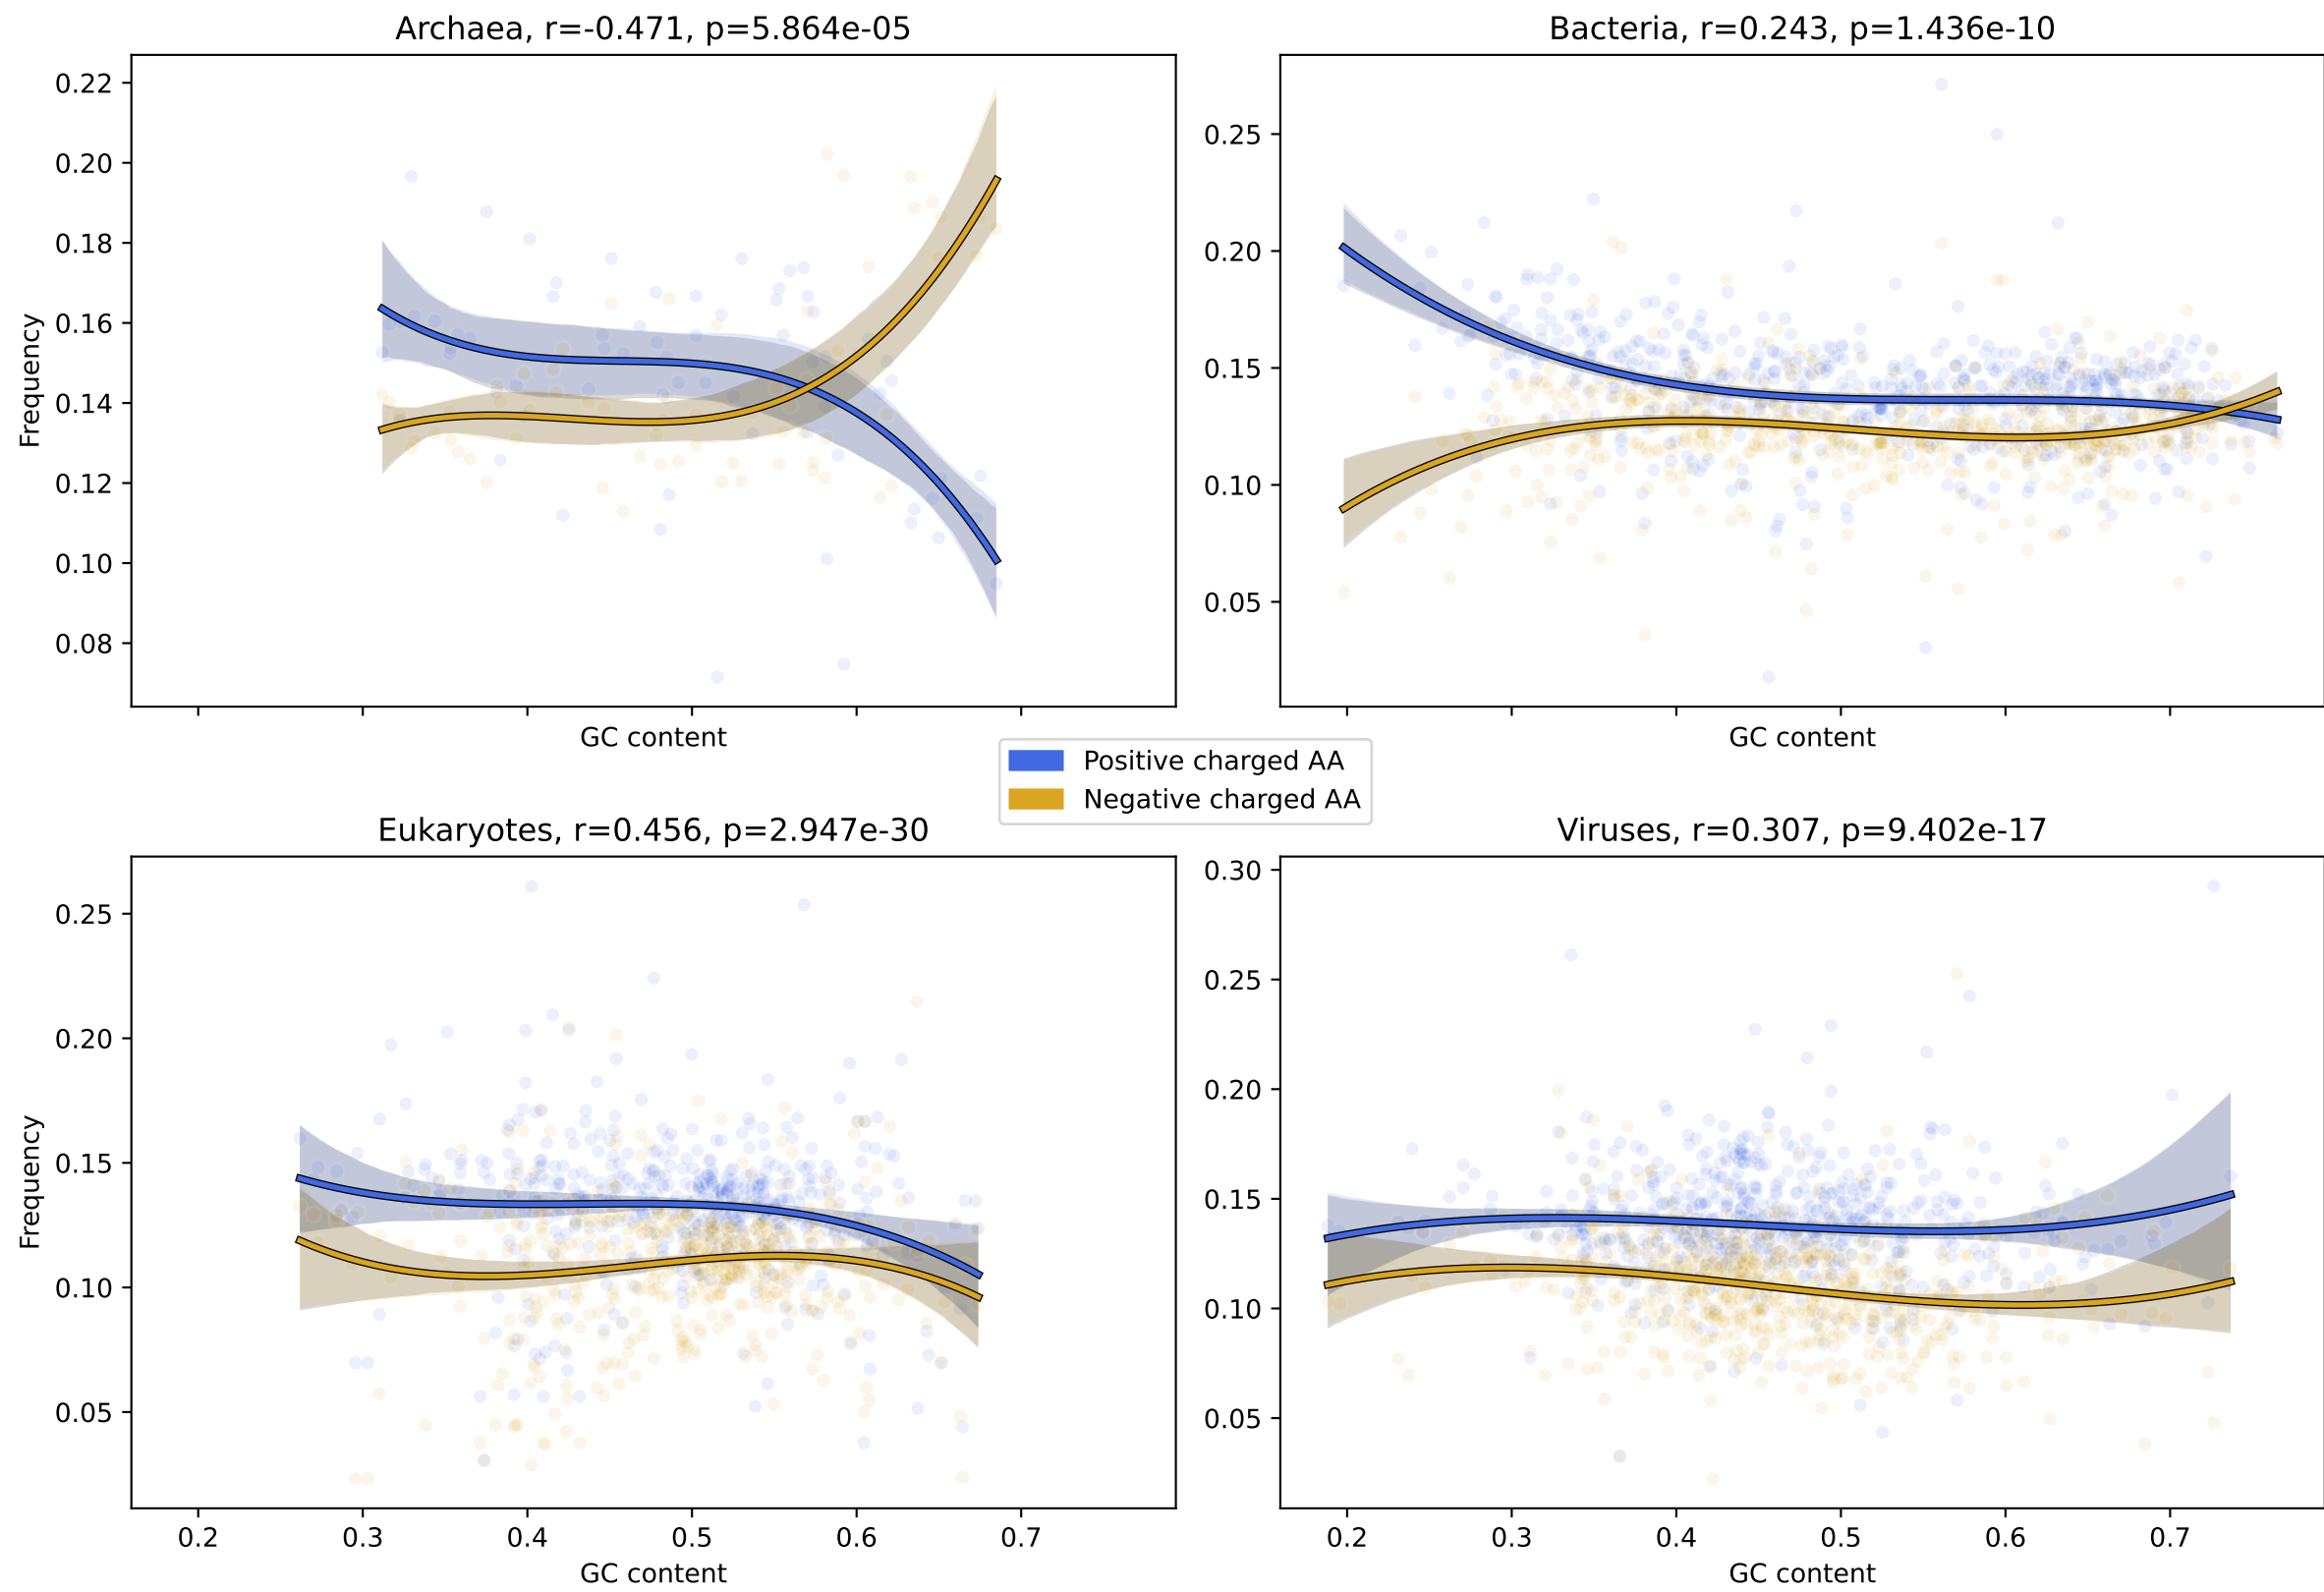 Archaea, r=-0.471, p=5.864e-05
Frequency
0.22
0.20
0.18
0.16
0.14
0.12
0.10
0.08
GC content
Bacteria, r=0.243, p=1.436e-10
0.25
0.20
0.15
0.10
0.05
GC content
Positive charged AA
Negative charged AA
Eukaryotes, r=0.456, p=2.947e-30
Frequency
0.25
0.20
0.15
0.10
0.05
0.2 0.3 0.4 0.5 0.6 0.7
GC content
Viruses, r=0.307, p=9.402e-17
0.30
0.25
0.20
0.15
0.10
0.05
0.2 0.3 0.4 0.5 0.6 0.7
GC content